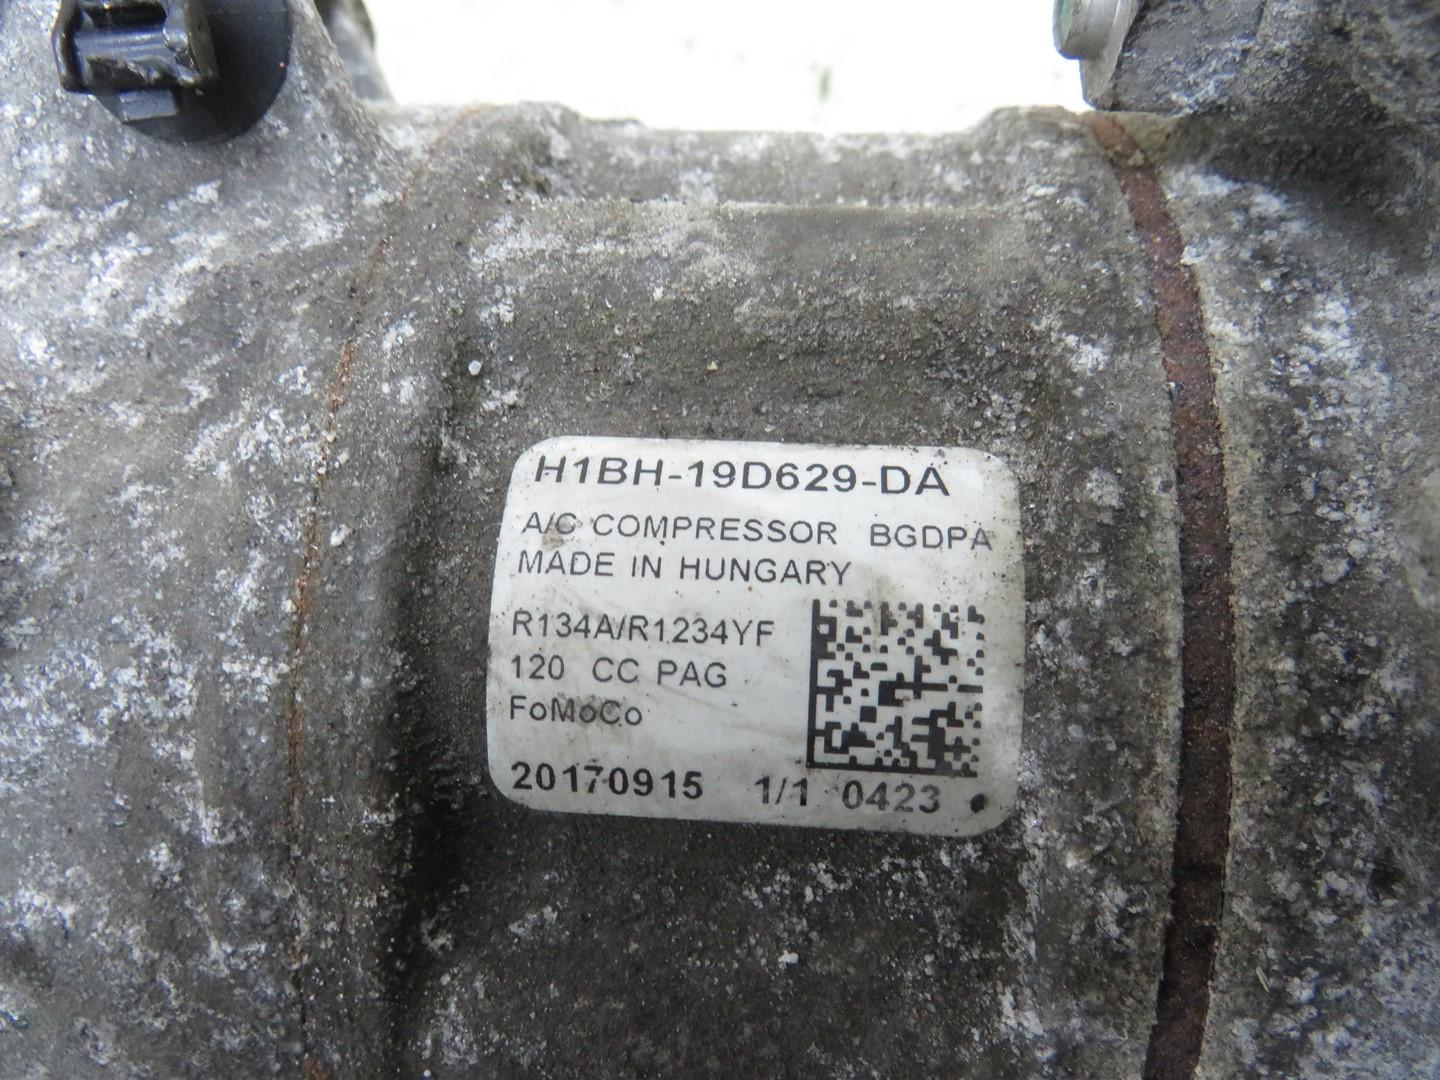 H1BH-19D629-DA
A/C COMPRESSOR BGDPA
MADE IN HUNGARY
R134A/R1234YF
120 CC PAG
FoMoCo
20170915 1/1 0423